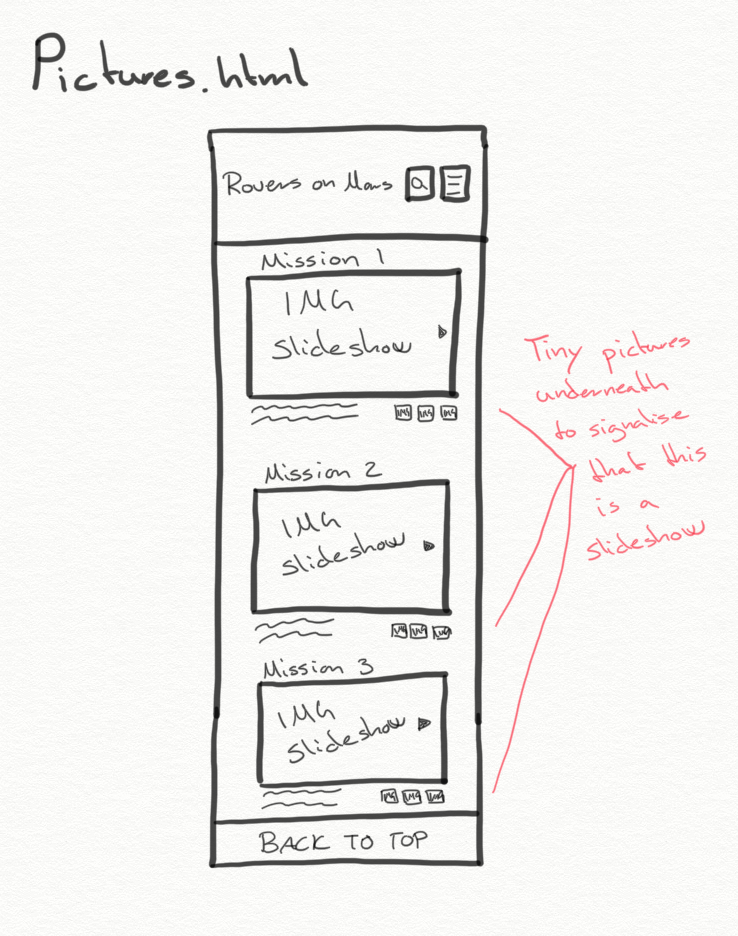 Pictures.html
Rovers on Mars
Mission 1
IMG
Slideshow
IMG IMG IMG
Mission 2
IMG
Slideshow
IMG IMG IMG
Mission 3
IMG
Slideshow
IMG IMG IMG
BACK TO TOP
Tiny pictures
underneath
to signalise
that this
is a
slideshow